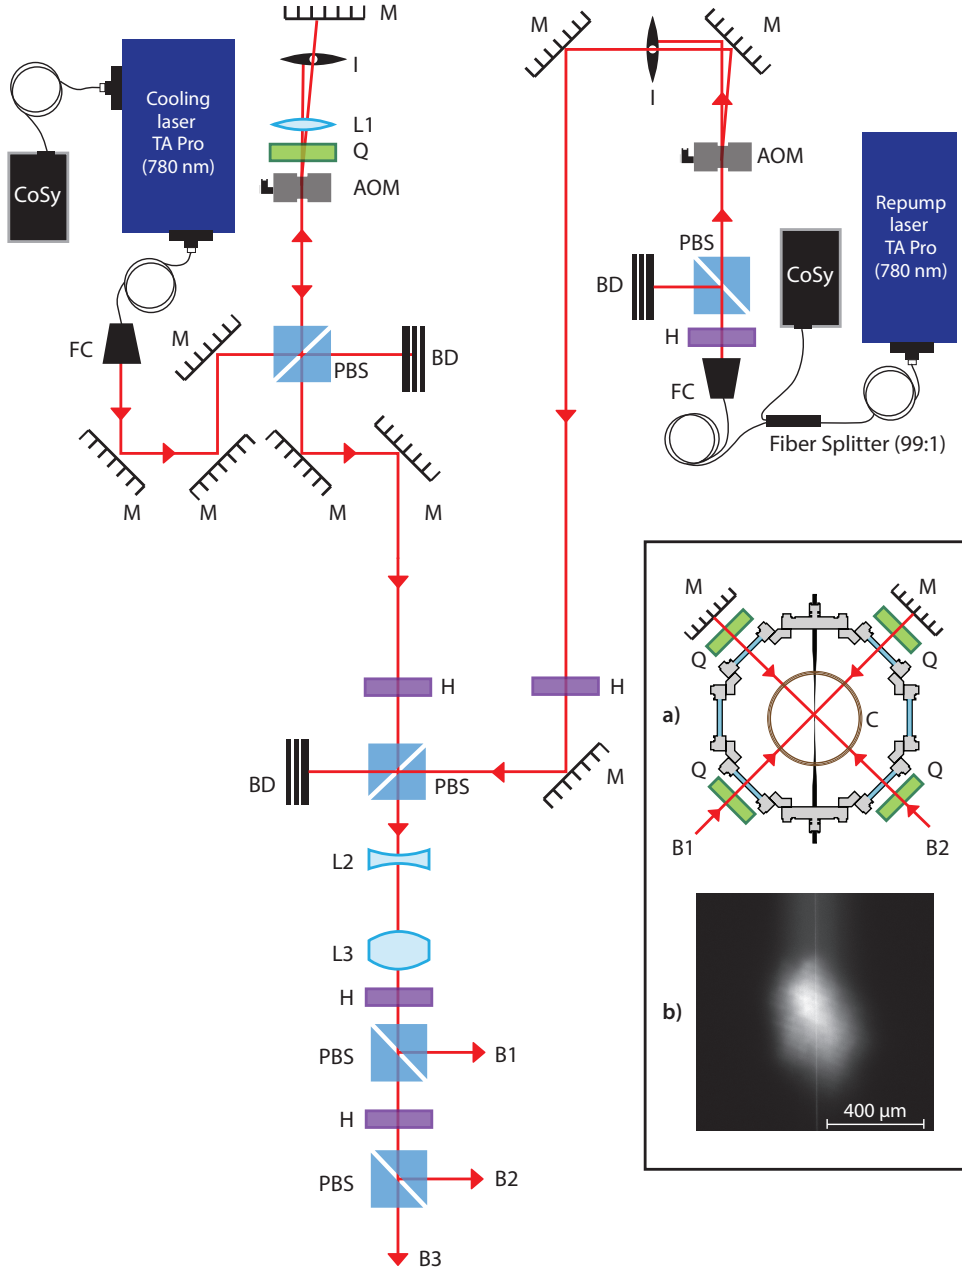 M
M
M
I
I
L1
Q
AOM
AOM
Cooling
laser
TA Pro
(780 nm)
CoSy
Repump
laser
TA Pro
(780 nm)
PBS
CoSy
BD
H
FC
M
FC
PBS
BD
Fiber Splitter (99:1)
M
M
M
M
M
M
Q
Q
a)
C
H
H
BD
PBS
M
Q
Q
B1
B2
L2
L3
H
b)
400 μm
PBS
B1
H
PBS
B2
B3